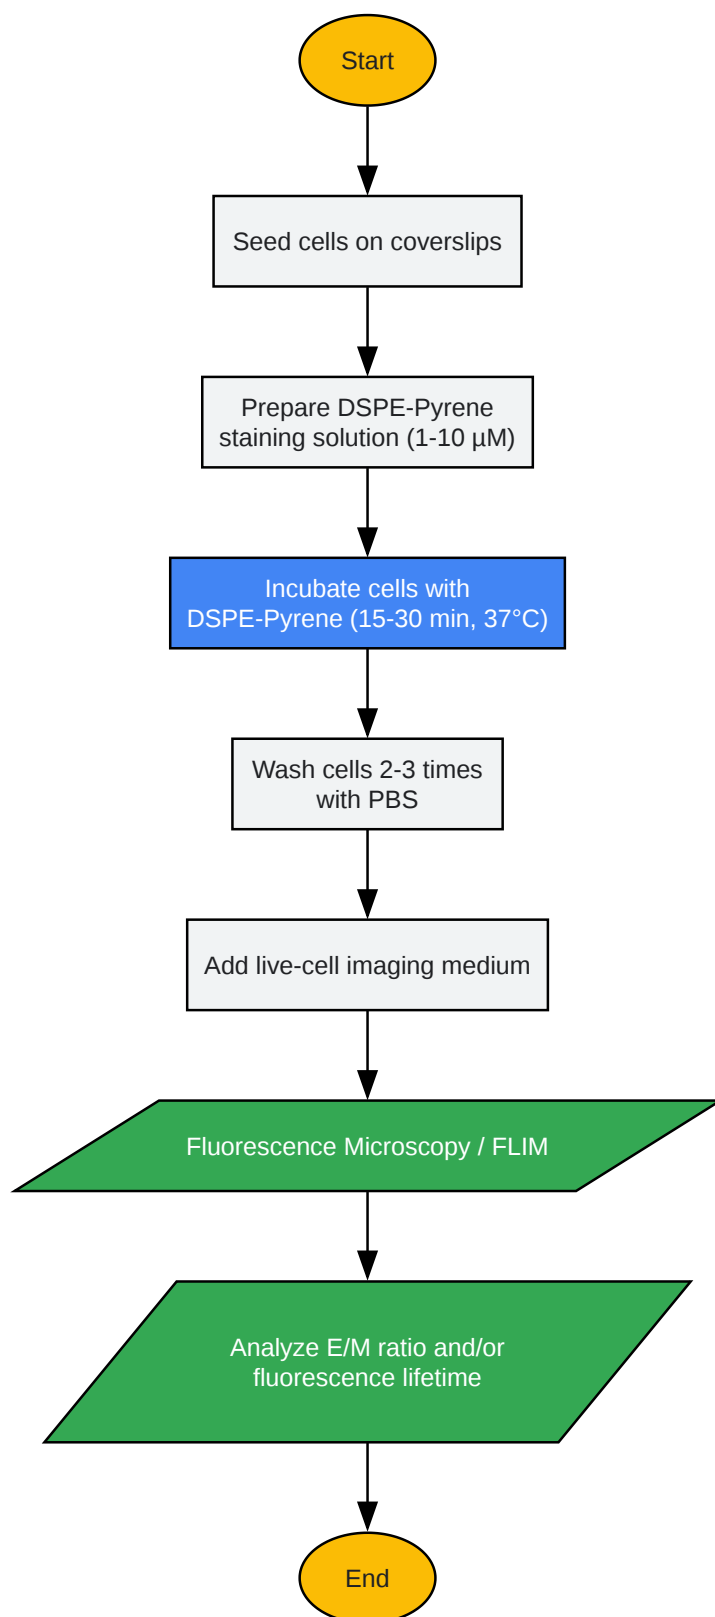 Start
Seed cells on coverslips
Prepare DSPE-Pyrene
staining solution (1-10 µM)
Incubate cells with
DSPE-Pyrene (15-30 min, 37°C)
Wash cells 2-3 times
with PBS
Add live-cell imaging medium
Fluorescence Microscopy / FLIM
Analyze E/M ratio and/or
fluorescence lifetime
End